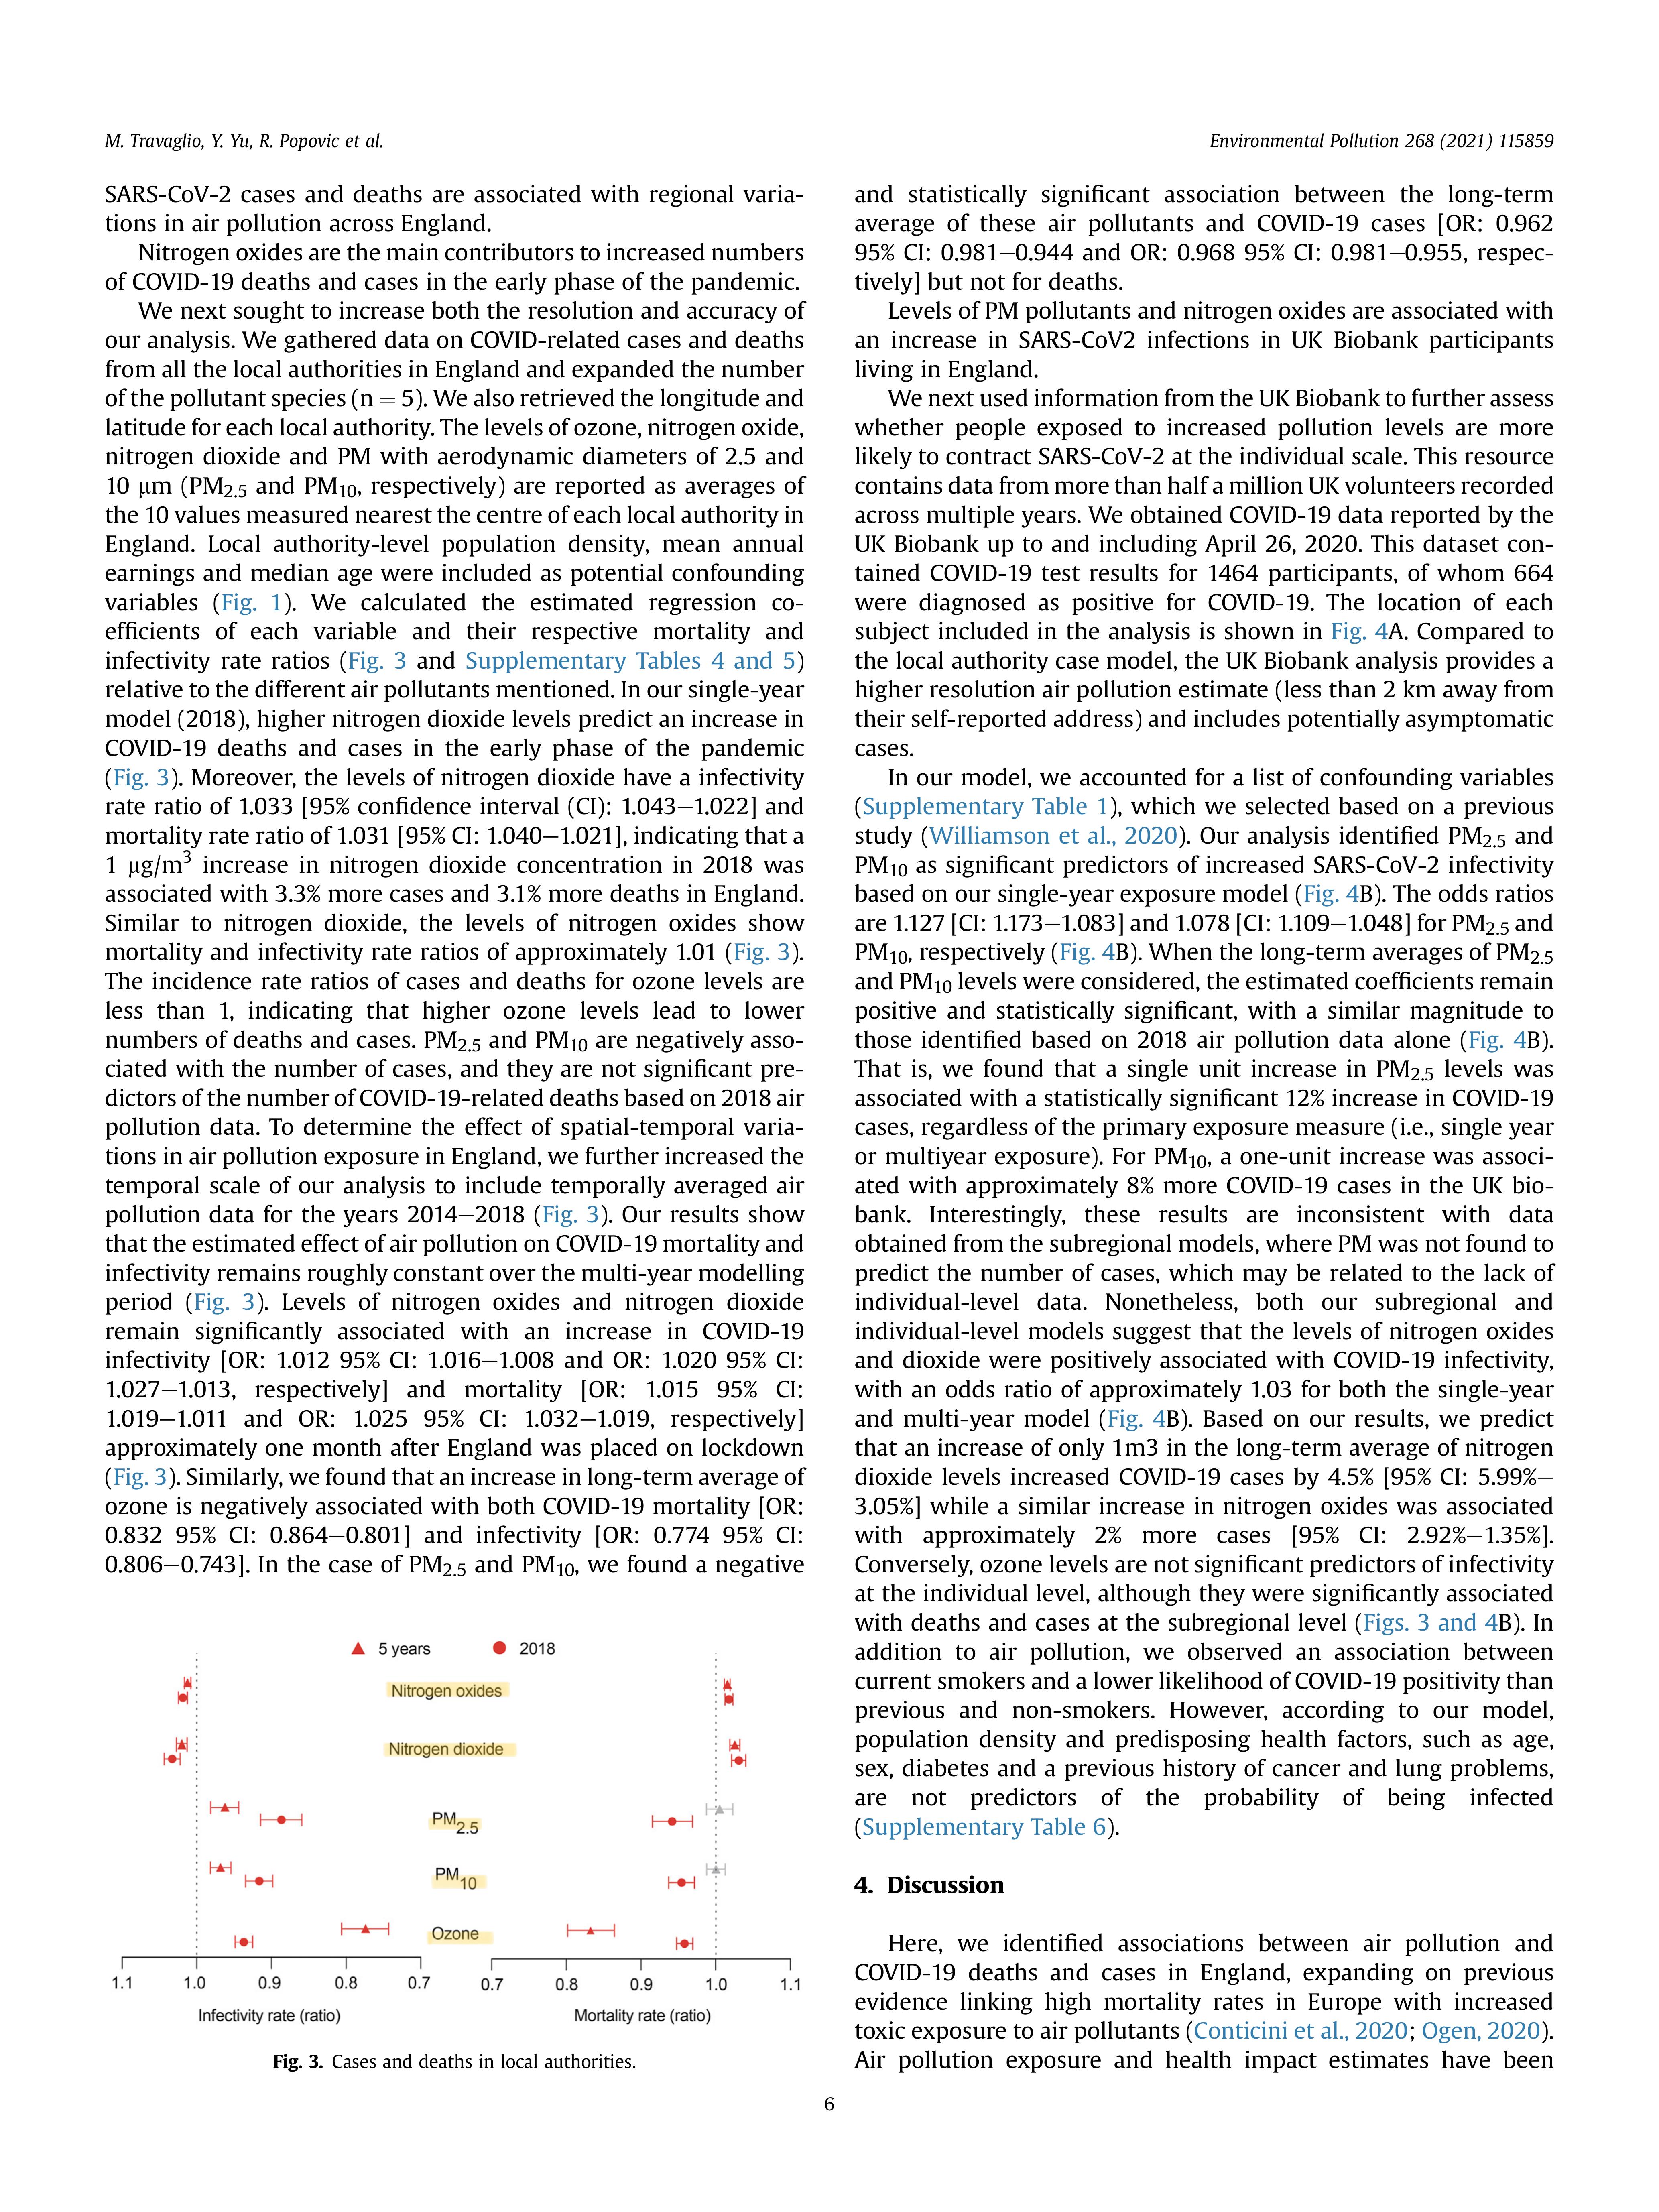 M. Travaglio, Y. Yu, R. Popovic et al.
Environmental Pollution 268 (2021) 115859
SARS-CoV-2 cases and deaths are associated with regional varia-
tions in air pollution across England.
Nitrogen oxides are the main contributors to increased numbers
of COVID-19 deaths and cases in the early phase of the pandemic.
We next sought to increase both the resolution and accuracy of
our analysis. We gathered data on COVID-related cases and deaths
from all the local authorities in England and expanded the number
of the pollutant species (n = 5). We also retrieved the longitude and
latitude for each local authority. The levels of ozone, nitrogen oxide,
nitrogen dioxide and PM with aerodynamic diameters of 2.5 and
10 μm (PM2.5 and PM10, respectively) are reported as averages of
the 10 values measured nearest the centre of each local authority in
England. Local authority-level population density, mean annual
earnings and median age were included as potential confounding
variables (Fig. 1). We calculated the estimated regression co-
efficients of each variable and their respective mortality and
infectivity rate ratios (Fig. 3 and Supplementary Tables 4 and 5)
relative to the different air pollutants mentioned. In our single-year
model (2018), higher nitrogen dioxide levels predict an increase in
COVID-19 deaths and cases in the early phase of the pandemic
(Fig. 3). Moreover, the levels of nitrogen dioxide have a infectivity
rate ratio of 1.033 [95% confidence interval (CI): 1.043–1.022] and
mortality rate ratio of 1.031 [95% CI: 1.040–1.021], indicating that a
1 μg/m3 increase in nitrogen dioxide concentration in 2018 was
associated with 3.3% more cases and 3.1% more deaths in England.
Similar to nitrogen dioxide, the levels of nitrogen oxides show
mortality and infectivity rate ratios of approximately 1.01 (Fig. 3).
The incidence rate ratios of cases and deaths for ozone levels are
less than 1, indicating that higher ozone levels lead to lower
numbers of deaths and cases. PM2.5 and PM10 are negatively asso-
ciated with the number of cases, and they are not significant pre-
dictors of the number of COVID-19-related deaths based on 2018 air
pollution data. To determine the effect of spatial-temporal varia-
tions in air pollution exposure in England, we further increased the
temporal scale of our analysis to include temporally averaged air
pollution data for the years 2014–2018 (Fig. 3). Our results show
that the estimated effect of air pollution on COVID-19 mortality and
infectivity remains roughly constant over the multi-year modelling
period (Fig. 3). Levels of nitrogen oxides and nitrogen dioxide
remain significantly associated with an increase in COVID-19
infectivity [OR: 1.012 95% CI: 1.016–1.008 and OR: 1.020 95% CI:
1.027–1.013, respectively] and mortality [OR: 1.015 95% CI:
1.019–1.011 and OR: 1.025 95% CI: 1.032–1.019, respectively]
approximately one month after England was placed on lockdown
(Fig. 3). Similarly, we found that an increase in long-term average of
ozone is negatively associated with both COVID-19 mortality [OR:
0.832 95% CI: 0.864–0.801] and infectivity [OR: 0.774 95% CI:
0.806–0.743]. In the case of PM2.5 and PM10, we found a negative
5 years 2018
Nitrogen oxides
Nitrogen dioxide
PM2.5
PM10
Ozone
1.1 1.0 0.9 0.8 0.7 0.7 0.8 0.9 1.0 1.1
Infectivity rate (ratio) Mortality rate (ratio)
Fig. 3. Cases and deaths in local authorities.
and statistically significant association between the long-term
average of these air pollutants and COVID-19 cases [OR: 0.962
95% CI: 0.981–0.944 and OR: 0.968 95% CI: 0.981–0.955, respec-
tively] but not for deaths.
Levels of PM pollutants and nitrogen oxides are associated with
an increase in SARS-CoV2 infections in UK Biobank participants
living in England.
We next used information from the UK Biobank to further assess
whether people exposed to increased pollution levels are more
likely to contract SARS-CoV-2 at the individual scale. This resource
contains data from more than half a million UK volunteers recorded
across multiple years. We obtained COVID-19 data reported by the
UK Biobank up to and including April 26, 2020. This dataset con-
tained COVID-19 test results for 1464 participants, of whom 664
were diagnosed as positive for COVID-19. The location of each
subject included in the analysis is shown in Fig. 4A. Compared to
the local authority case model, the UK Biobank analysis provides a
higher resolution air pollution estimate (less than 2 km away from
their self-reported address) and includes potentially asymptomatic
cases.
In our model, we accounted for a list of confounding variables
(Supplementary Table 1), which we selected based on a previous
study (Williamson et al., 2020). Our analysis identified PM2.5 and
PM10 as significant predictors of increased SARS-CoV-2 infectivity
based on our single-year exposure model (Fig. 4B). The odds ratios
are 1.127 [CI: 1.173–1.083] and 1.078 [CI: 1.109–1.048] for PM2.5 and
PM10, respectively (Fig. 4B). When the long-term averages of PM2.5
and PM10 levels were considered, the estimated coefficients remain
positive and statistically significant, with a similar magnitude to
those identified based on 2018 air pollution data alone (Fig. 4B).
That is, we found that a single unit increase in PM2.5 levels was
associated with a statistically significant 12% increase in COVID-19
cases, regardless of the primary exposure measure (i.e., single year
or multiyear exposure). For PM10, a one-unit increase was associ-
ated with approximately 8% more COVID-19 cases in the UK bio-
bank. Interestingly, these results are inconsistent with data
obtained from the subregional models, where PM was not found to
predict the number of cases, which may be related to the lack of
individual-level data. Nonetheless, both our subregional and
individual-level models suggest that the levels of nitrogen oxides
and dioxide were positively associated with COVID-19 infectivity,
with an odds ratio of approximately 1.03 for both the single-year
and multi-year model (Fig. 4B). Based on our results, we predict
that an increase of only 1m3 in the long-term average of nitrogen
dioxide levels increased COVID-19 cases by 4.5% [95% CI: 5.99%–
3.05%] while a similar increase in nitrogen oxides was associated
with approximately 2% more cases [95% CI: 2.92%–1.35%].
Conversely, ozone levels are not significant predictors of infectivity
at the individual level, although they were significantly associated
with deaths and cases at the subregional level (Figs. 3 and 4B). In
addition to air pollution, we observed an association between
current smokers and a lower likelihood of COVID-19 positivity than
previous and non-smokers. However, according to our model,
population density and predisposing health factors, such as age,
sex, diabetes and a previous history of cancer and lung problems,
are not predictors of the probability of being infected
(Supplementary Table 6).
4. Discussion
Here, we identified associations between air pollution and
COVID-19 deaths and cases in England, expanding on previous
evidence linking high mortality rates in Europe with increased
toxic exposure to air pollutants (Conticini et al., 2020; Ogen, 2020).
Air pollution exposure and health impact estimates have been
6